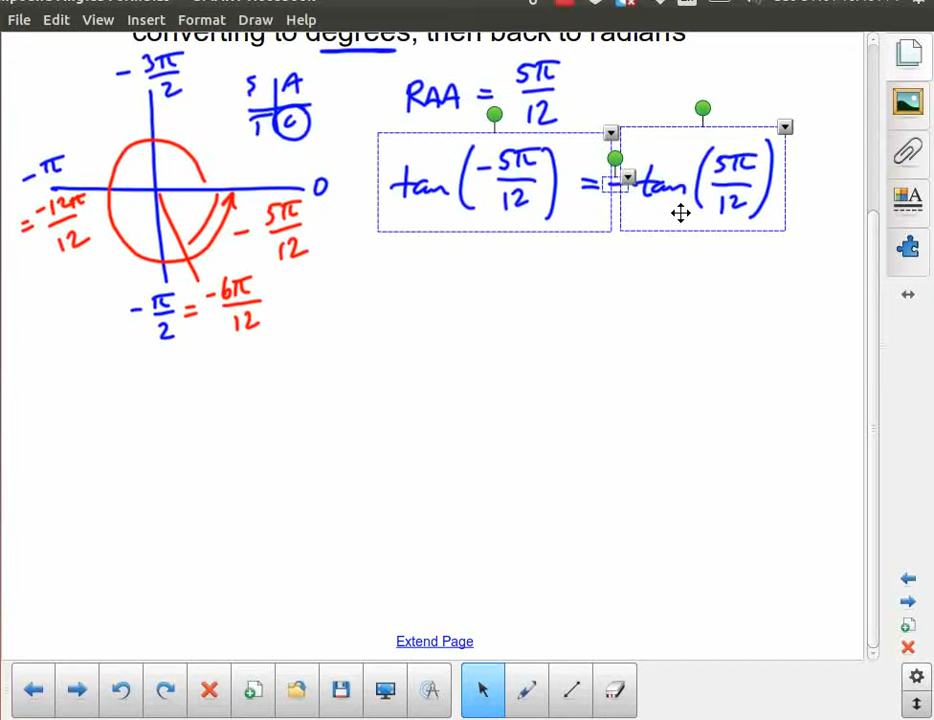 File Edit View Insert Format Draw Help
converting to degrees, then back to radians
- 3π/2
S A
T C
RAA = 5π/12
tan (-5π/12) = - tan (5π/12)
-π
= -12π/12
0
- 5π/12
- π/2 = -6π/12
Extend Page